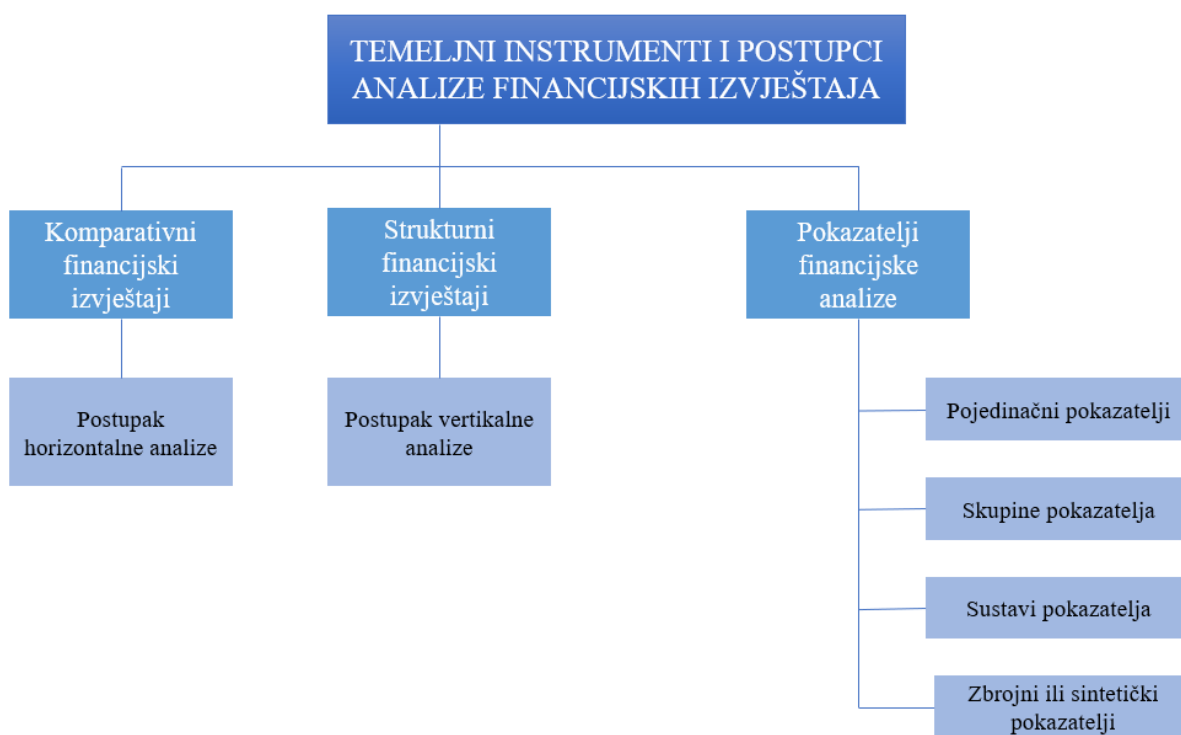 TEMELJNI INSTRUMENTI I POSTUPCI
ANALIZE FINANCIJSKIH IZVJEŠTAJA
Komparativni
financijski
izvještaji
Strukturni
financijski
izvještaji
Pokazatelji
financijske
analize
Postupak
horizontalne analize
Postupak vertikalne
analize
Pojedinačni pokazatelji
Skupine pokazatelja
Sustavi pokazatelja
Zbrojni ili sintetički
pokazatelji